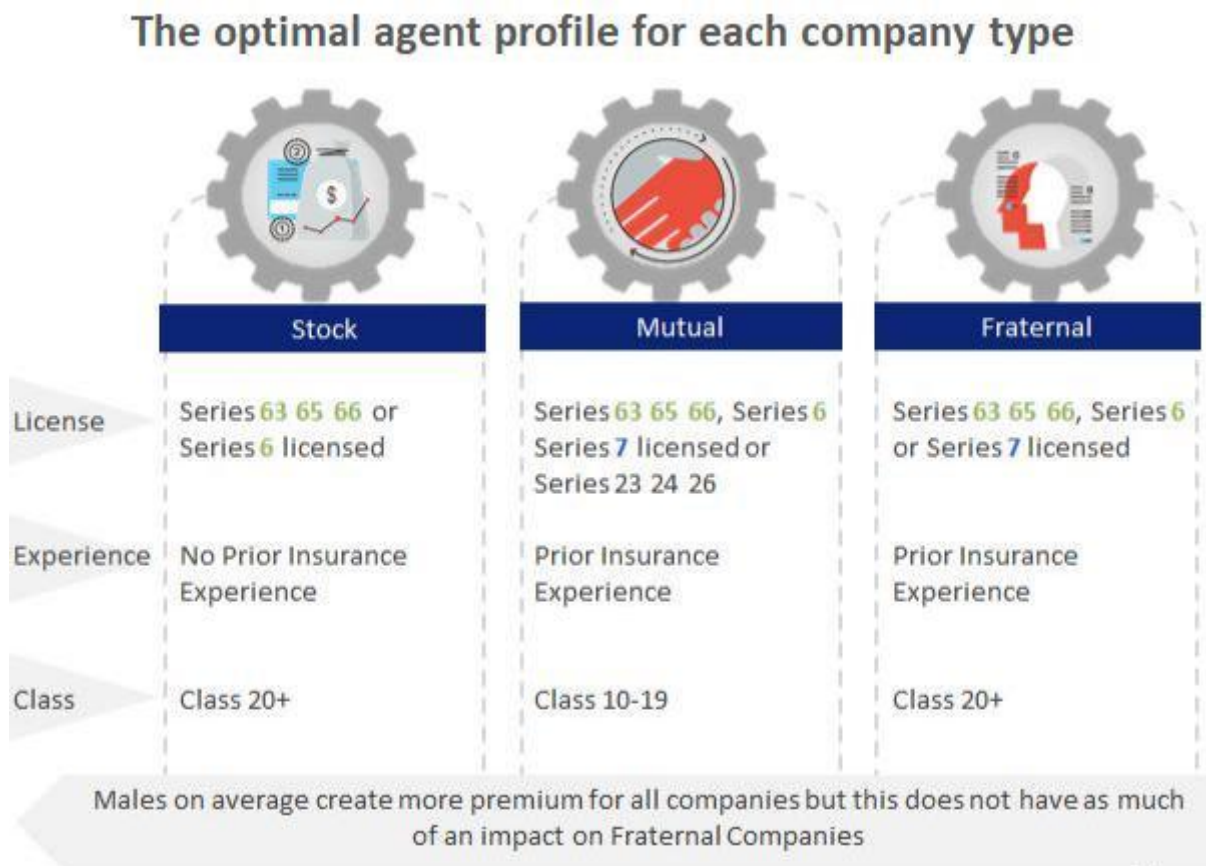 The optimal agent profile for each company type
2
$
1
Stock
Mutual
Fraternal
License
Series 63 65 66 or
Series 6 licensed
Series 63 65 66, Series 6
Series 7 licensed or
Series 23 24 26
Series 63 65 66, Series 6
or Series 7 licensed
Experience
No Prior Insurance
Experience
Prior Insurance
Experience
Prior Insurance
Experience
Class
Class 20+
Class 10-19
Class 20+
Males on average create more premium for all companies but this does not have as much
of an impact on Fraternal Companies